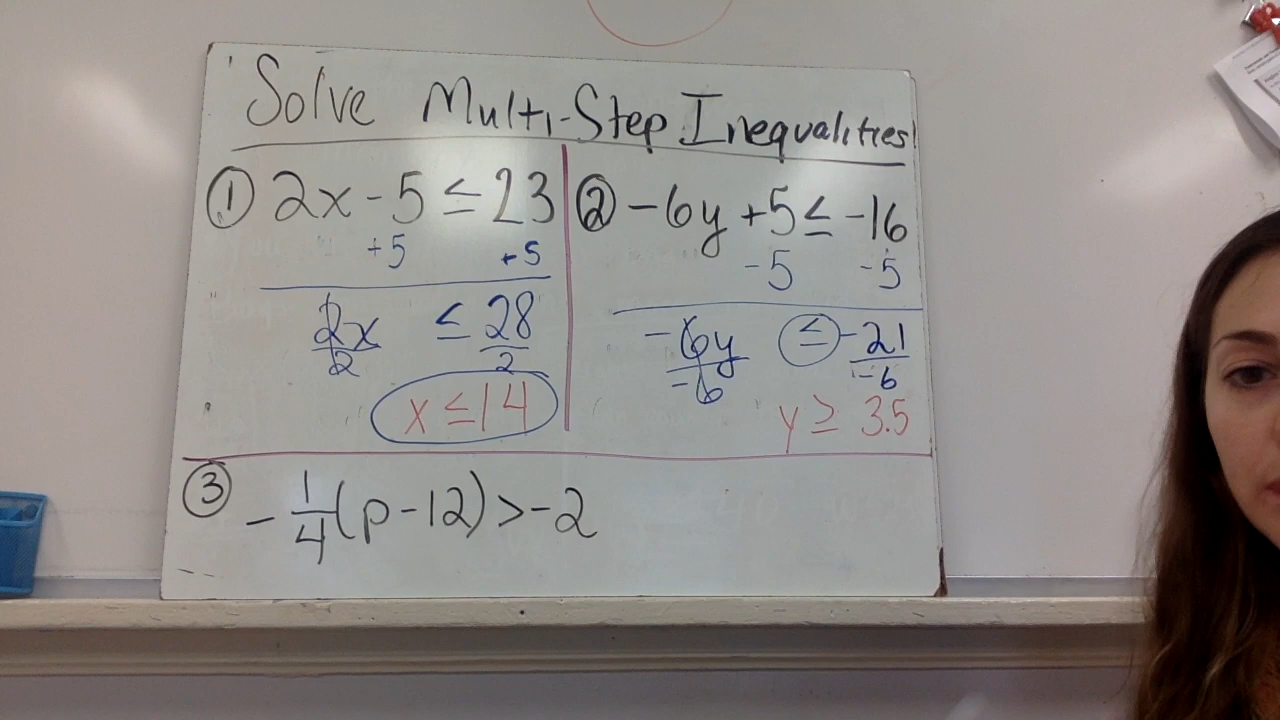 Solve Multi-Step Inequalities!
① 2x - 5 ≤ 23
+5 +5
2x ≤ 28
2 2
x ≤ 14
② -6y + 5 ≤ -16
-5 -5
-6y ≤ -21
-6 -6
y ≥ 3.5
③ -1/4(p - 12) > -2